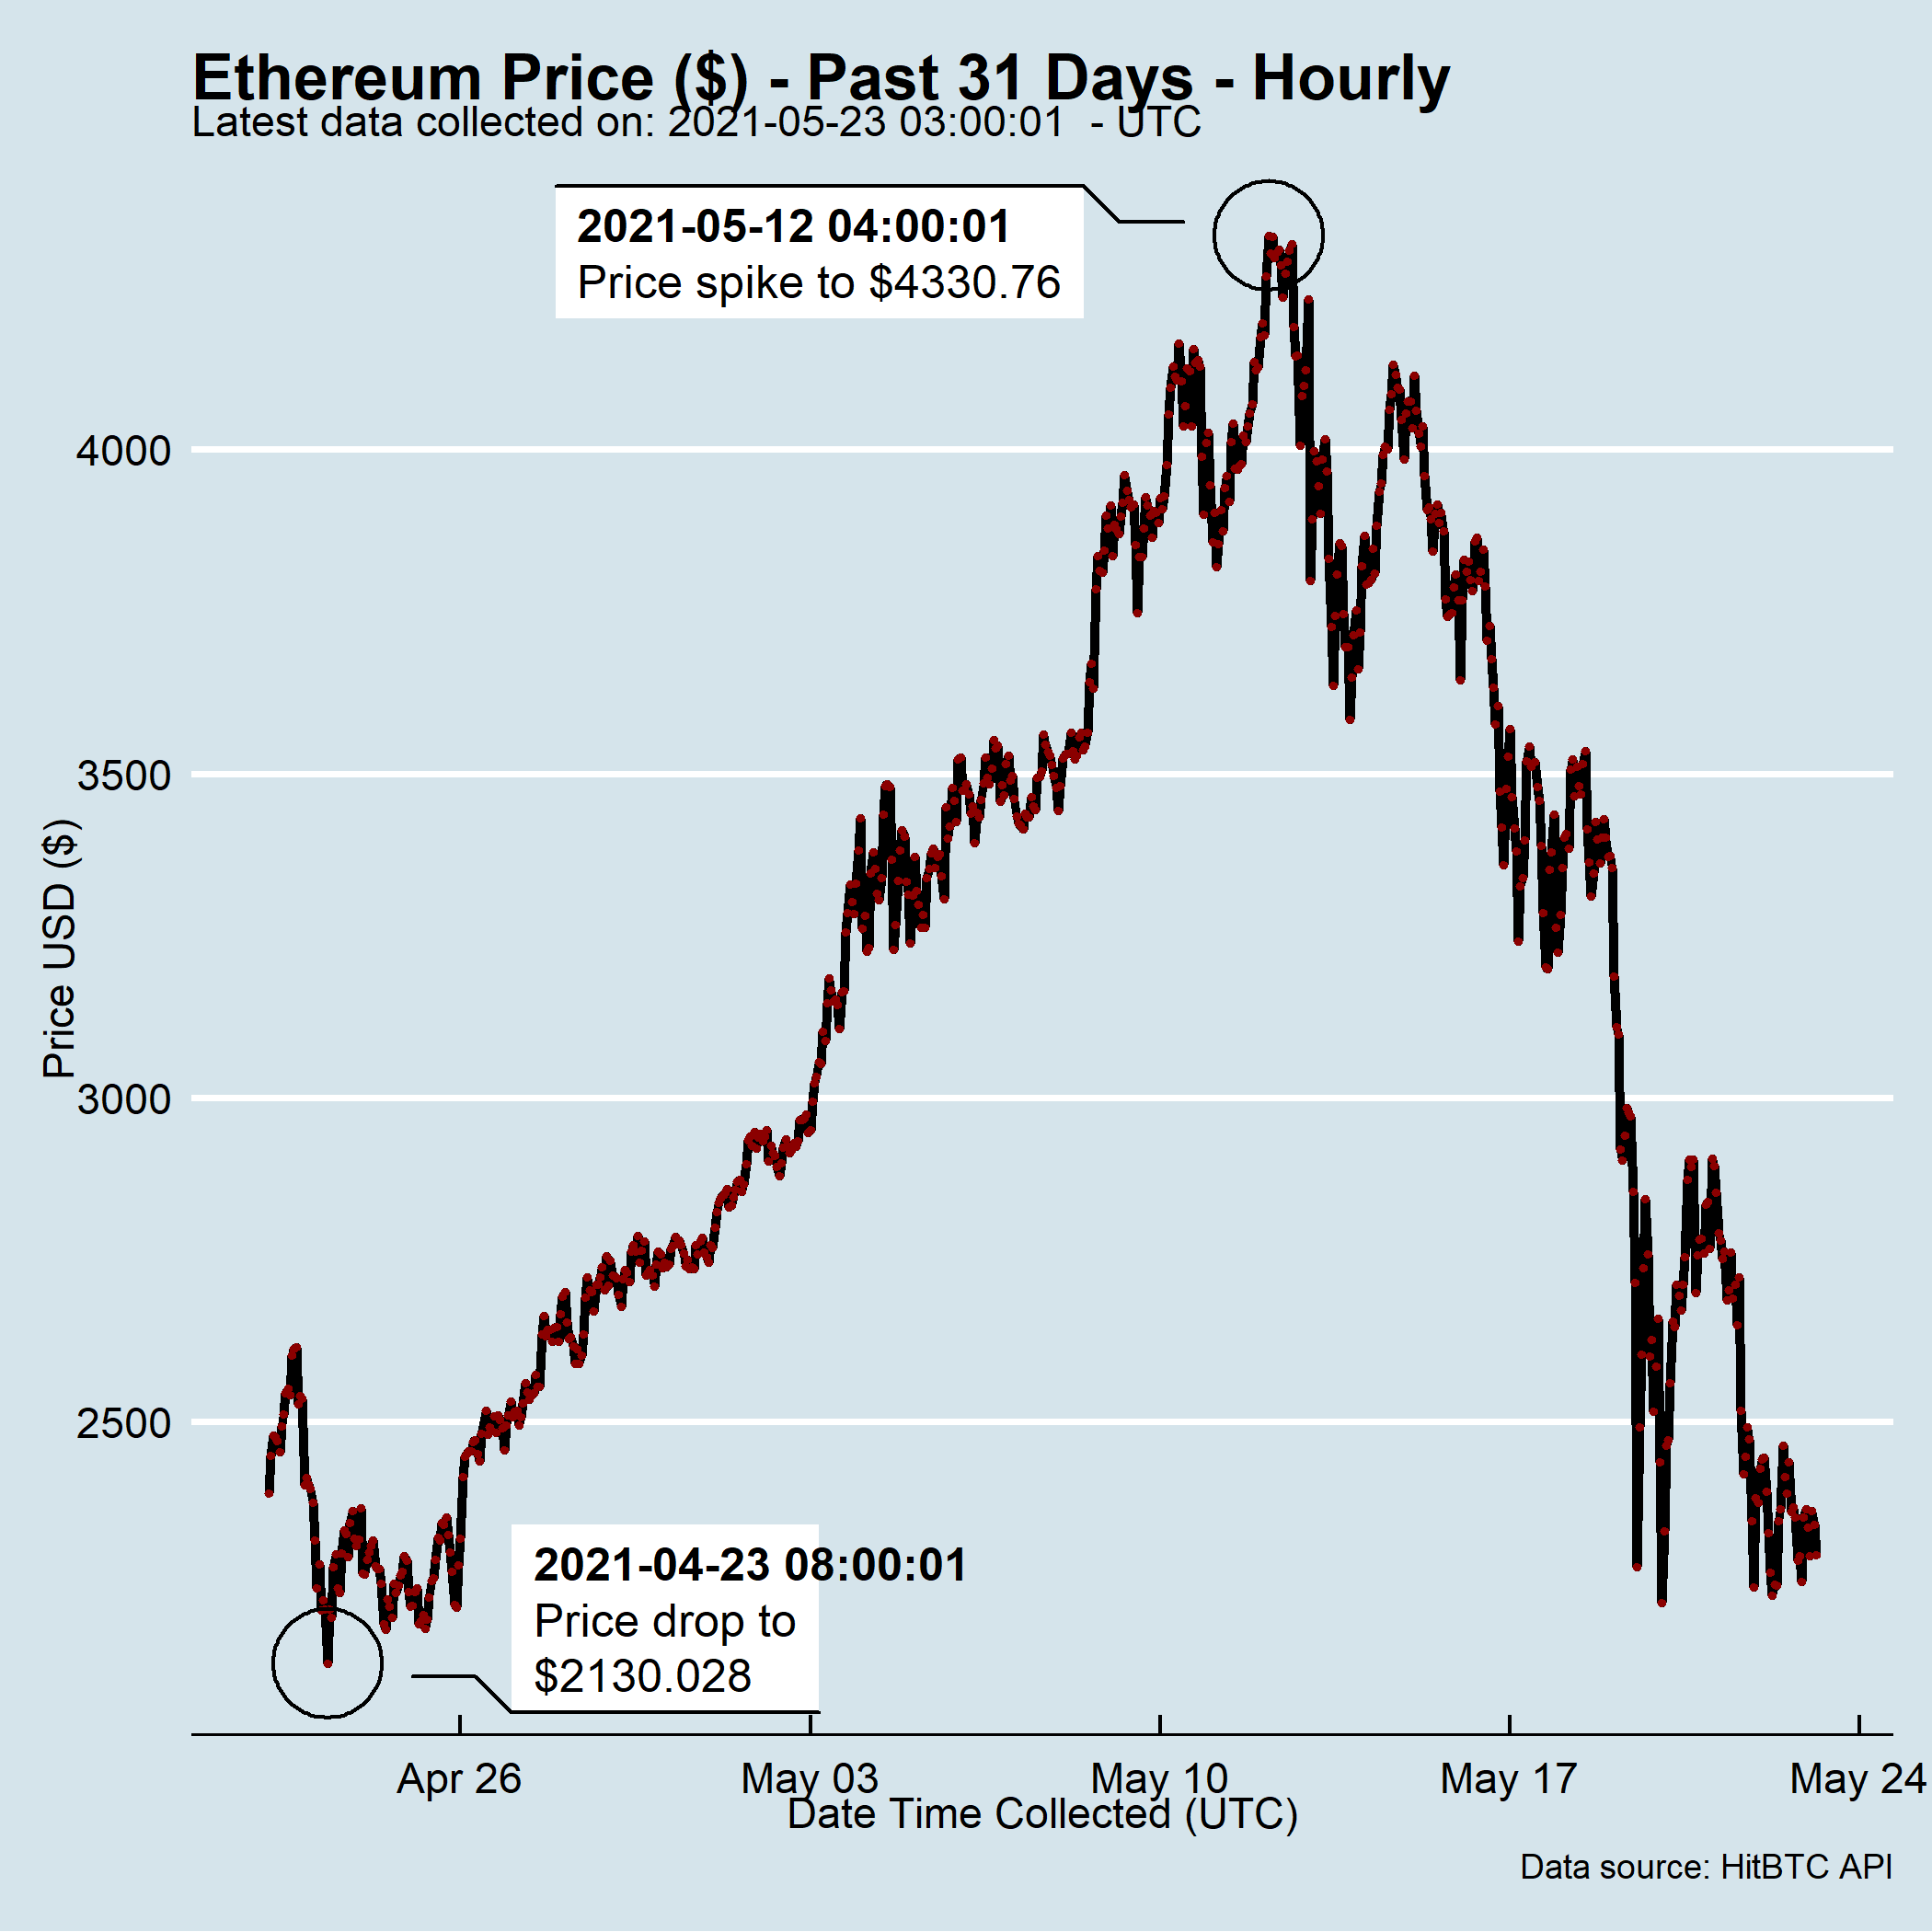 Ethereum Price ($) - Past 31 Days - Hourly
Latest data collected on: 2021-05-23 03:00:01 - UTC
2021-05-12 04:00:01
Price spike to $4330.76
4000
3500
3000
2500
Price USD ($)
2021-04-23 08:00:01
Price drop to
$2130.028
Apr 26
May 03
May 10
May 17
May 24
Date Time Collected (UTC)
Data source: HitBTC API